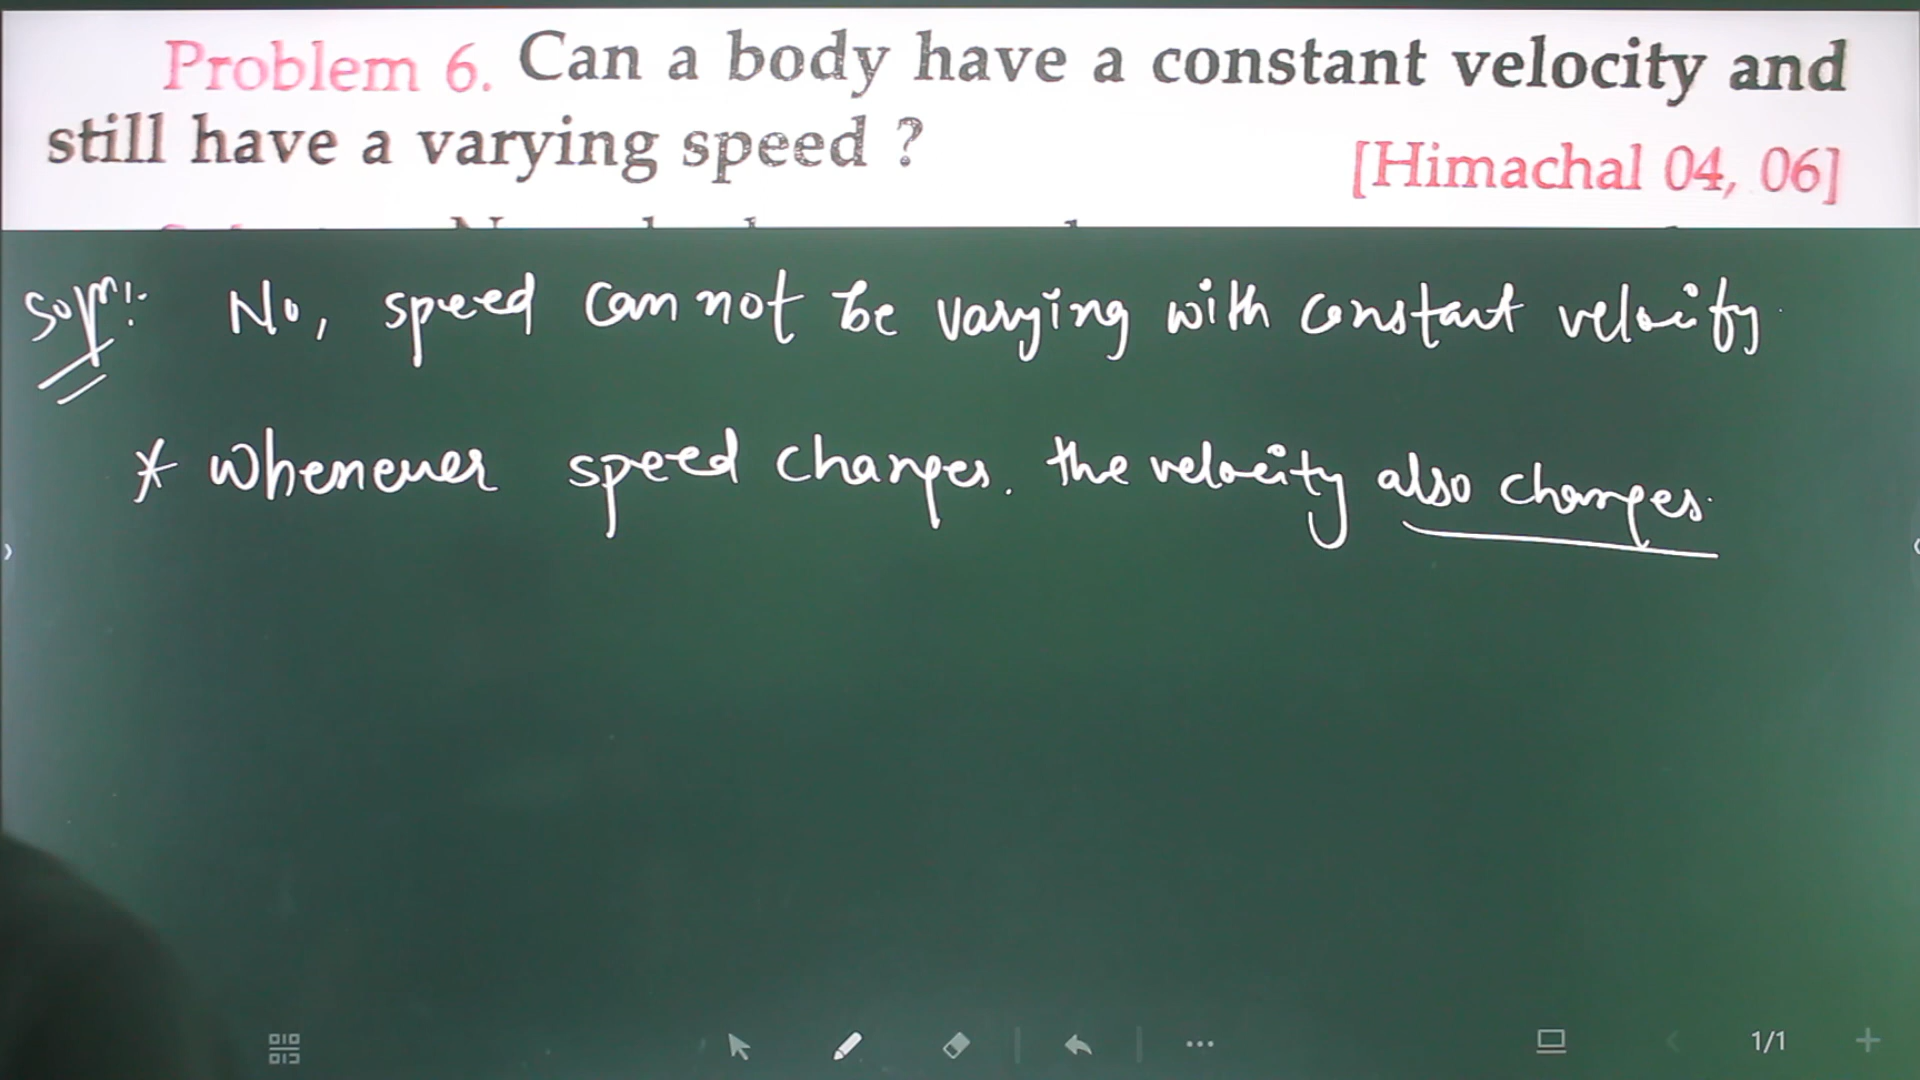 Problem 6. Can a body have a constant velocity and
still have a varying speed ?
[Himachal 04, 06]
Soln:- No, speed can not be varying with constant velocity.
* Whenever speed changes. the velocity also changes.
1/1